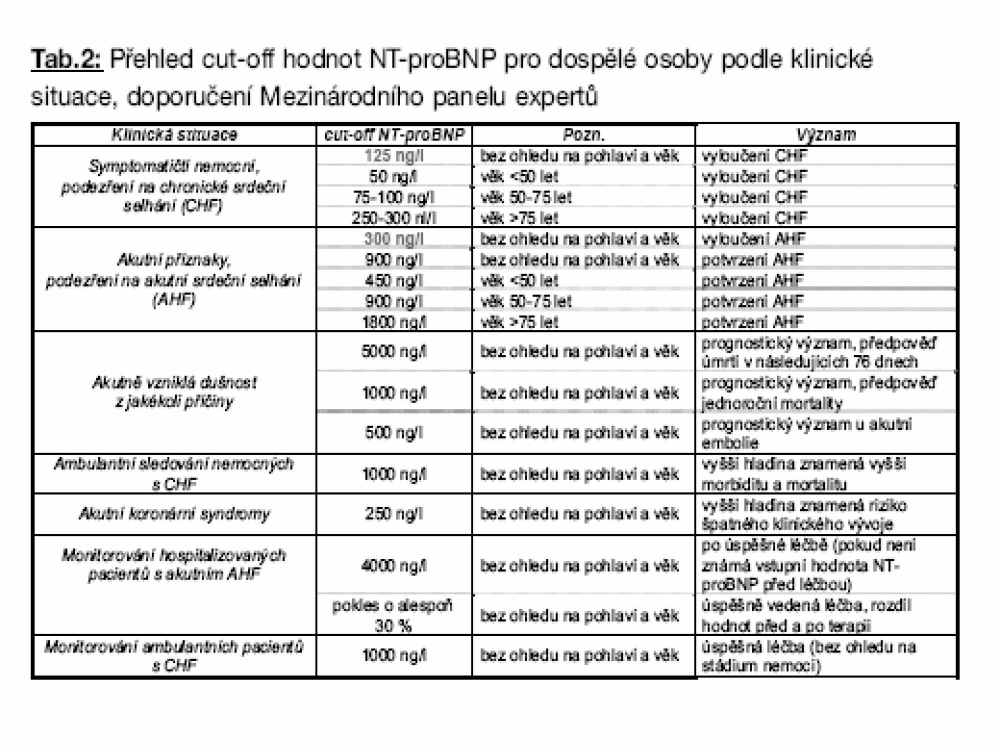 Tab.2: Přehled cut-off hodnot NT-proBNP pro dospělé osoby podle klinické
situace, doporučení Mezinárodního panelu expertů
Klinická situace cut-off NT-proBNP Pozn. Význam
Symptomatičtí nemocní,
podezření na chronické srdeční
selhání (CHF)
125 ng/l bez ohledu na pohlaví a věk vyloučení CHF
50 ng/l věk <50 let vyloučení CHF
75-100 ng/l věk 50-75 let vyloučení CHF
250-300 nl/l věk >75 let vyloučení CHF
Akutní příznaky,
podezření na akutní srdeční selhání
(AHF)
300 ng/l bez ohledu na pohlaví a věk vyloučení AHF
900 ng/l bez ohledu na pohlaví a věk potvrzení AHF
450 ng/l věk <50 let potvrzení AHF
900 ng/l věk 50-75 let potvrzení AHF
1800 ng/l věk >75 let potvrzení AHF
Akutně vzniklá dušnost
z jakékoli příčiny
5000 ng/l bez ohledu na pohlaví a věk prognostický význam, předpověď
úmrtí v následujících 76 dnech
1000 ng/l bez ohledu na pohlaví a věk prognostický význam, předpověď
jednoroční mortality
500 ng/l bez ohledu na pohlaví a věk prognostický význam u akutní
embolie
Ambulantní sledování nemocných
s CHF
1000 ng/l bez ohledu na pohlaví a věk vyšší hladina znamená vyšší
morbiditu a mortalitu
Akutní koronární syndromy 250 ng/l bez ohledu na pohlaví a věk vyšší hladina znamená riziko
špatného klinického vývoje
Monitorování hospitalizovaných
pacientů s akutním AHF
4000 ng/l bez ohledu na pohlaví a věk po úspěšné léčbě (pokud není
známá vstupní hodnota NT-
proBNP před léčbou)
pokles o alespoň
30 %
bez ohledu na pohlaví a věk úspěšně vedená léčba, rozdíl
hodnot před a po terapii
Monitorování ambulantních pacientů
s CHF
1000 ng/l bez ohledu na pohlaví a věk úspěšná léčba (bez ohledu na
stádium nemoci)